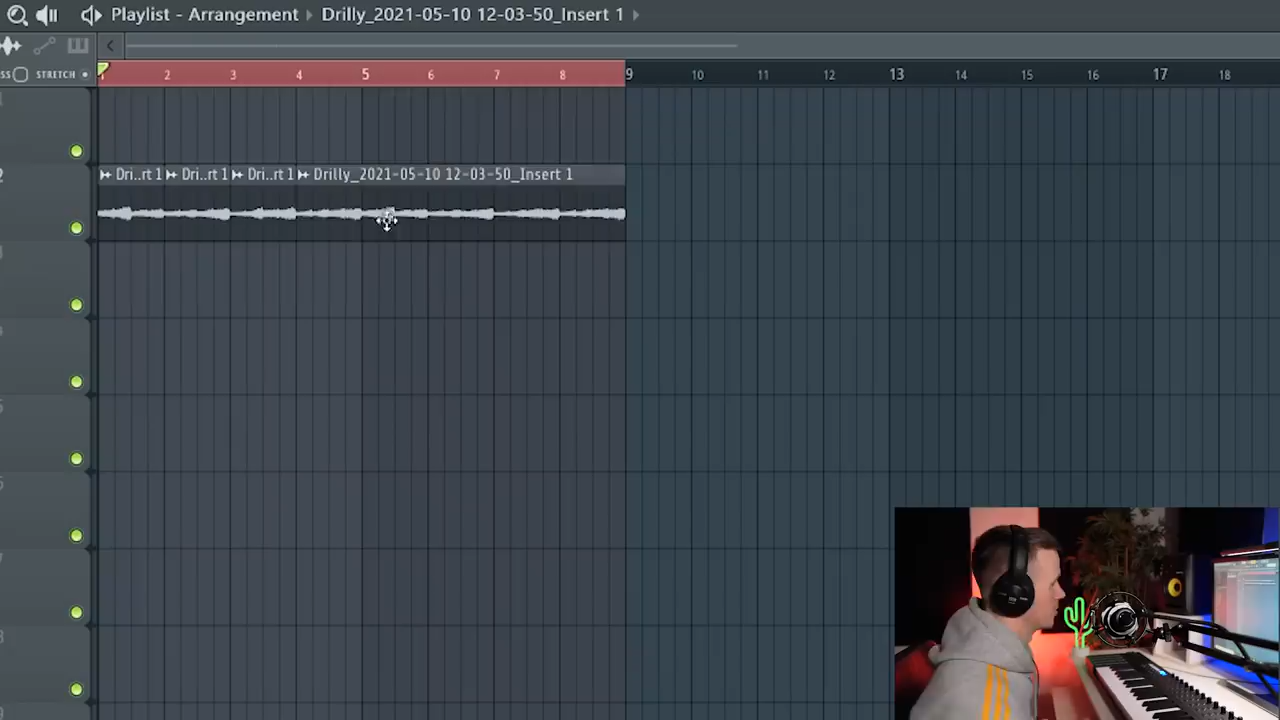 Playlist - Arrangement › Drilly_2021-05-10 12-03-50_Insert 1 ›
SS STRETCH
2 3 4 5 6 7 8 9 10 11 12 13 14 15 16 17 18
Dri..rt 1 Dri..rt 1 Dri..rt 1 Drilly_2021-05-10 12-03-50_Insert 1